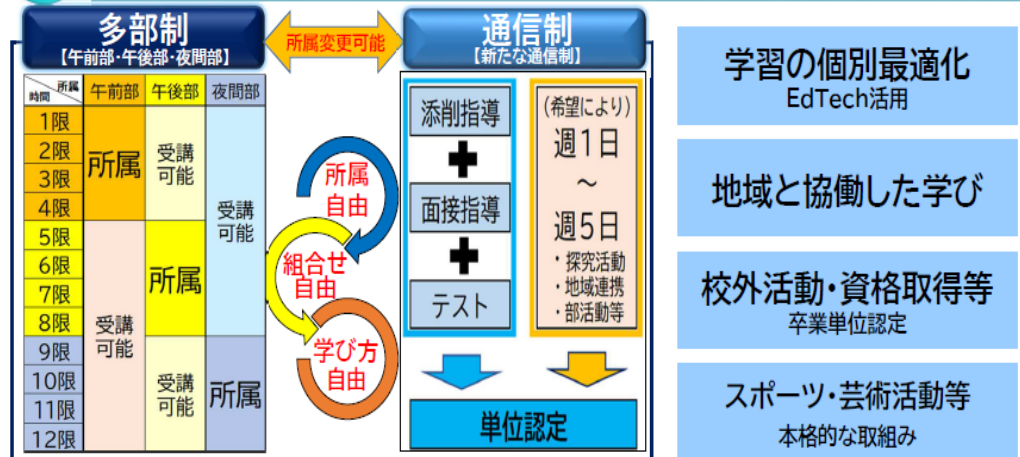 多部制
【午前部・午後部・夜間部】
所属変更可能
通信制
【新たな通信制】
所属
時間
午前部
午後部
夜間部
1限
2限
3限
4限
5限
6限
7限
8限
9限
10限
11限
12限
所属
受講
可能
受講
可能
所属
受講
可能
受講
可能
所属
所属
自由
組合せ
自由
学び方
自由
添削指導
+
面接指導
+
テスト
(希望により)
週1日
~
週5日
・探究活動
・地域連携
・部活動等
単位認定
学習の個別最適化
EdTech活用
地域と協働した学び
校外活動・資格取得等
卒業単位認定
スポーツ・芸術活動等
本格的な取組み